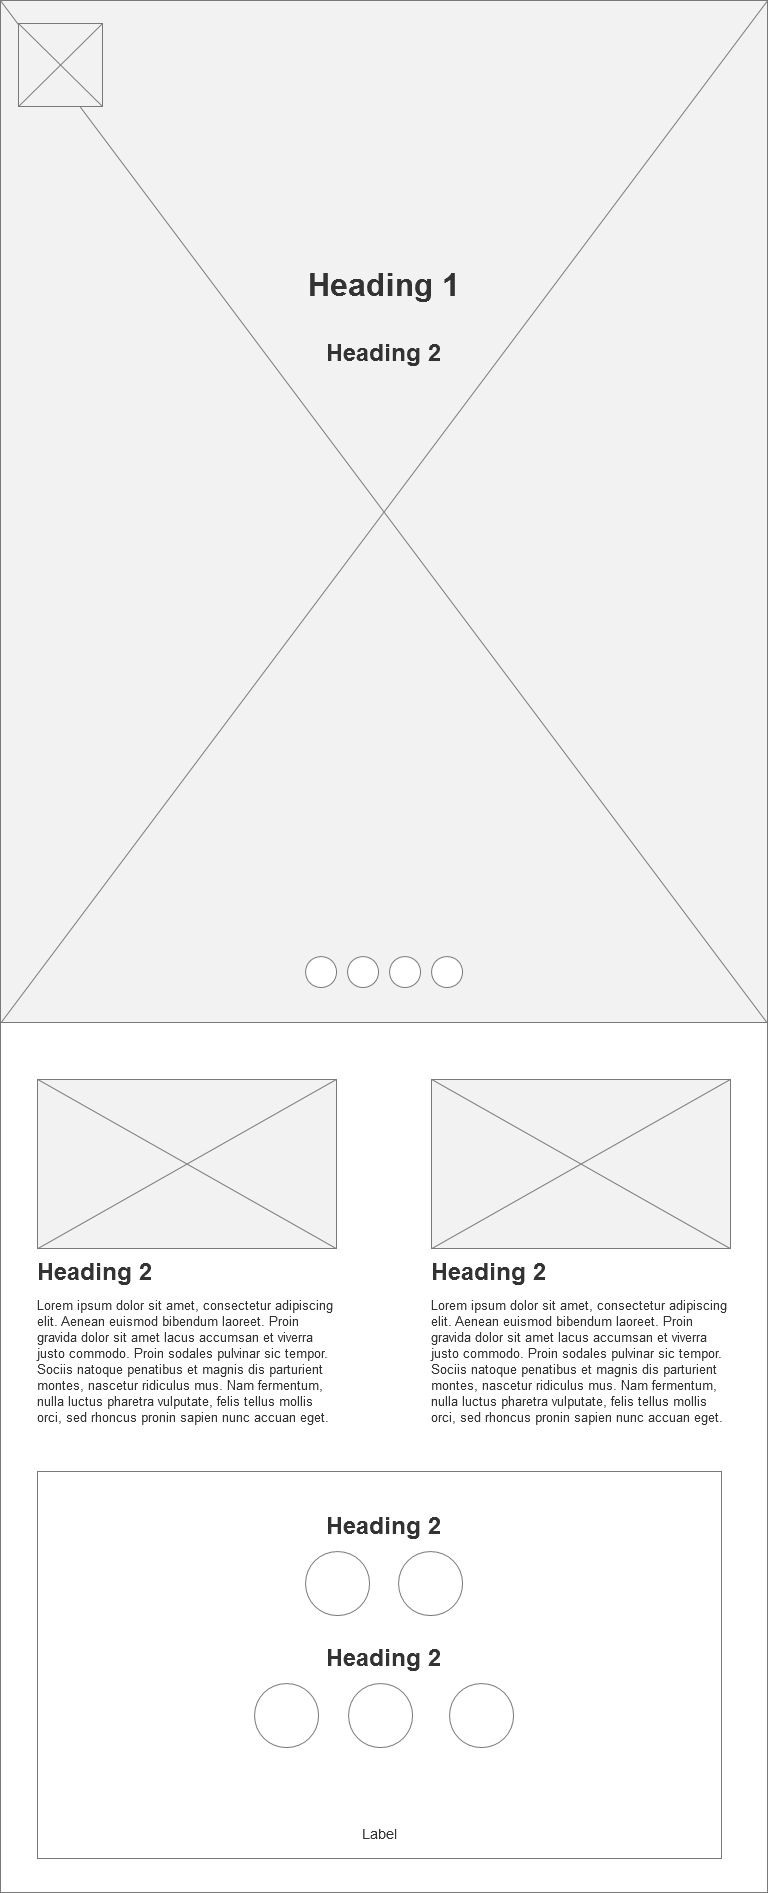 Heading 1
Heading 2
Heading 2
Lorem ipsum dolor sit amet, consectetur adipiscing
elit. Aenean euismod bibendum laoreet. Proin
gravida dolor sit amet lacus accumsan et viverra
justo commodo. Proin sodales pulvinar sic tempor.
Sociis natoque penatibus et magnis dis parturient
montes, nascetur ridiculus mus. Nam fermentum,
nulla luctus pharetra vulputate, felis tellus mollis
orci, sed rhoncus pronin sapien nunc accuan eget.
Heading 2
Lorem ipsum dolor sit amet, consectetur adipiscing
elit. Aenean euismod bibendum laoreet. Proin
gravida dolor sit amet lacus accumsan et viverra
justo commodo. Proin sodales pulvinar sic tempor.
Sociis natoque penatibus et magnis dis parturient
montes, nascetur ridiculus mus. Nam fermentum,
nulla luctus pharetra vulputate, felis tellus mollis
orci, sed rhoncus pronin sapien nunc accuan eget.
Heading 2
Heading 2
Label